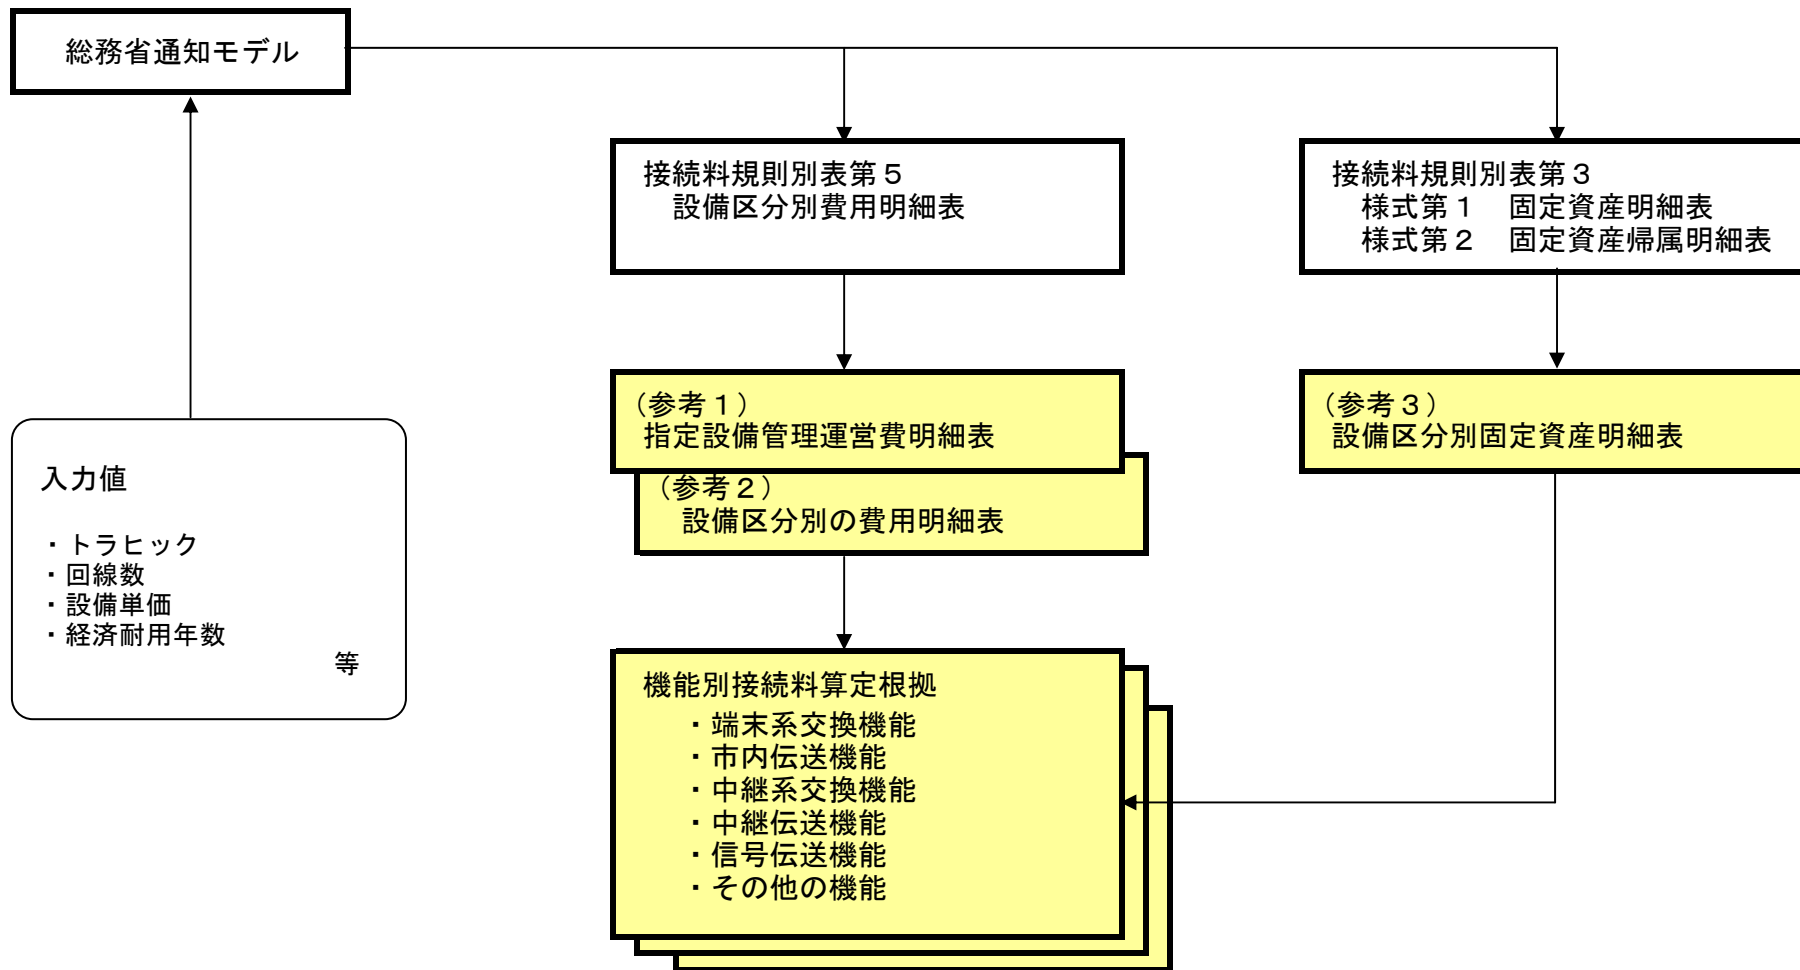 総務省通知モデル
接続料規則別表第５
設備区分別費用明細表
接続料規則別表第３
様式第１　固定資産明細表
様式第２　固定資産帰属明細表
（参考１）
指定設備管理運営費明細表
（参考２）
設備区分別の費用明細表
（参考３）
設備区分別固定資産明細表
入力値
・トラヒック
・回線数
・設備単価
・経済耐用年数
等
機能別接続料算定根拠
・端末系交換機能
・市内伝送機能
・中継系交換機能
・中継伝送機能
・信号伝送機能
・その他の機能